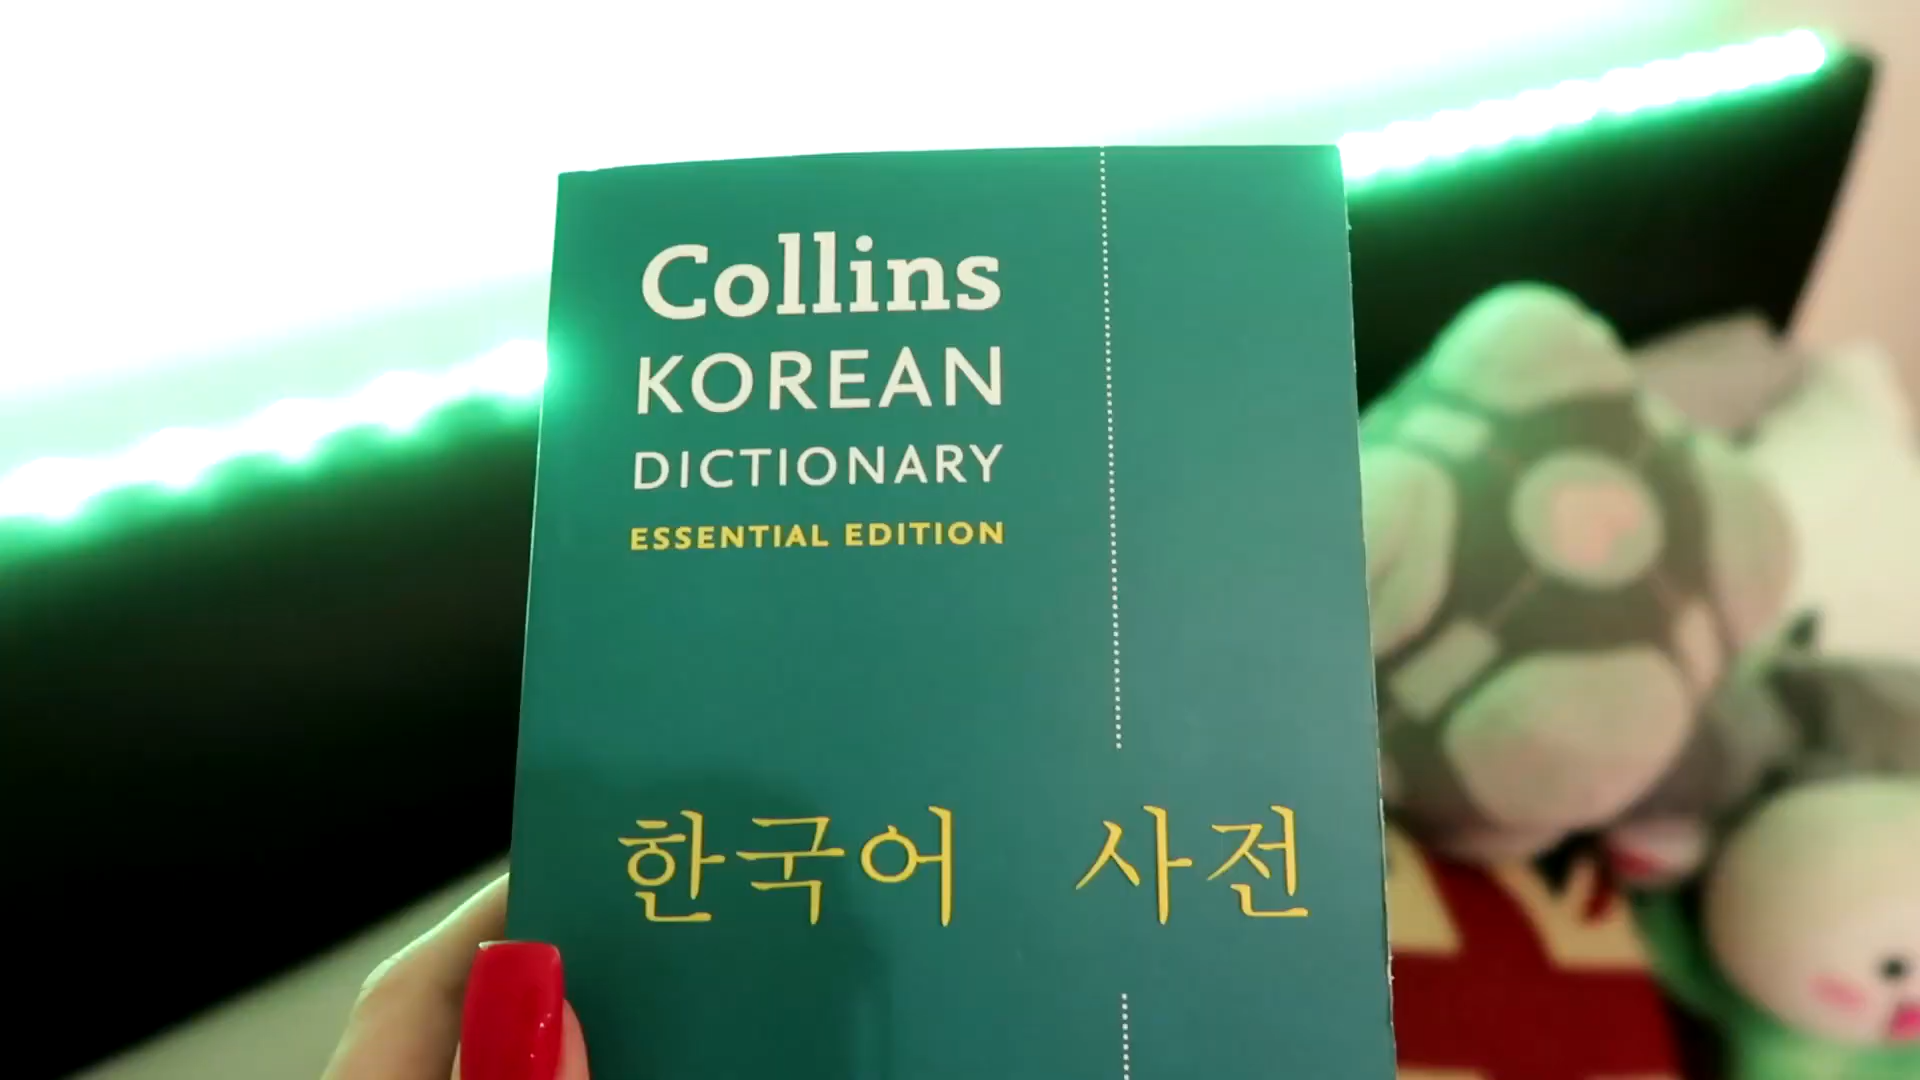 Collins
KOREAN
DICTIONARY
ESSENTIAL EDITION
한국어 사전